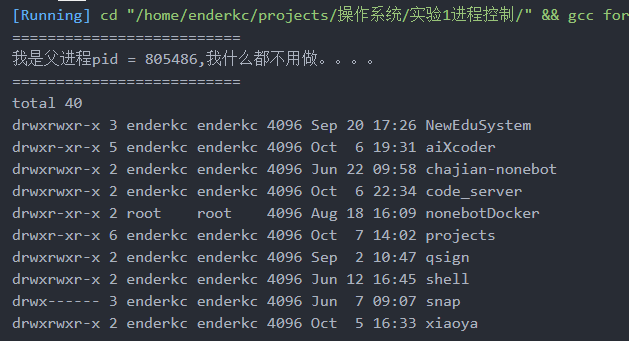 [Running] cd "/home/enderkc/projects/操作系统/实验1进程控制/" && gcc for
==========================
我是父进程pid = 805486,我什么都不用做。。。。
==========================
total 40
drwxrwxr-x 3 enderkc enderkc 4096 Sep 20 17:26 NewEduSystem
drwxr-xr-x 5 enderkc enderkc 4096 Oct  6 19:31 aiXcoder
drwxrwxr-x 2 enderkc enderkc 4096 Jun 22 09:58 chajian-nonebot
drwxrwxr-x 2 enderkc enderkc 4096 Oct  6 22:34 code_server
drwxr-xr-x 2 root    root    4096 Aug 18 16:09 nonebotDocker
drwxr-xr-x 6 enderkc enderkc 4096 Oct  7 14:02 projects
drwxrwxr-x 2 enderkc enderkc 4096 Sep  2 10:47 qsign
drwxrwxr-x 2 enderkc enderkc 4096 Jun 12 16:45 shell
drwx------ 3 enderkc enderkc 4096 Jun  7 09:07 snap
drwxrwxr-x 2 enderkc enderkc 4096 Oct  5 16:33 xiaoya